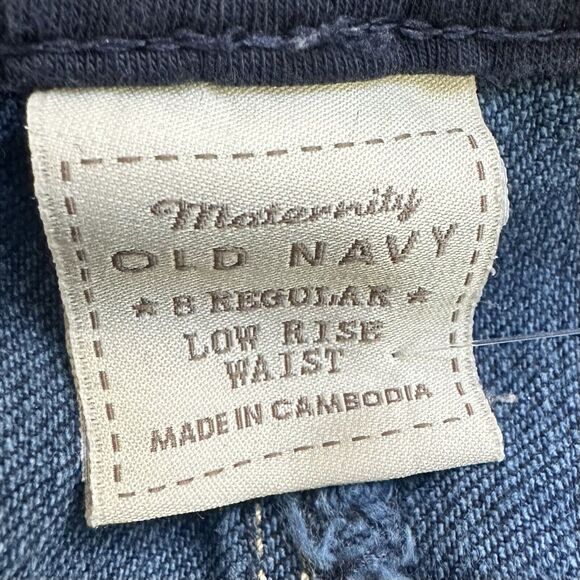 Maternity
OLD NAVY
★ 8 REGULAR ★
LOW RISE
WAIST
MADE IN CAMBODIA